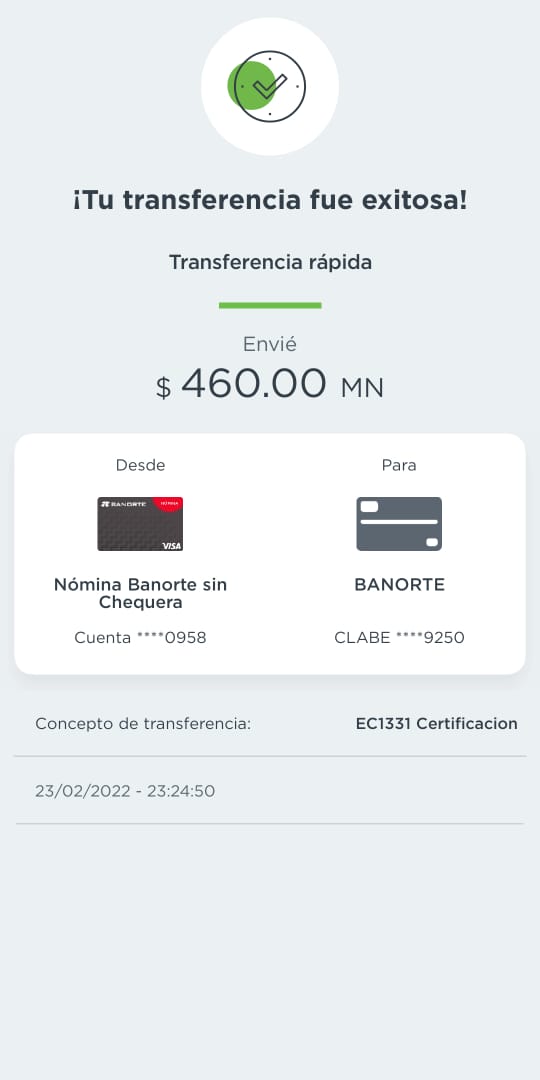 ¡Tu transferencia fue exitosa!
Transferencia rápida
Envié
$ 460.00 MN
Desde
Para
BANORTE
NÓMINA
VISA
Nómina Banorte sin
Chequera
BANORTE
Cuenta ****0958
CLABE ****9250
Concepto de transferencia:
EC1331 Certificacion
23/02/2022 - 23:24:50